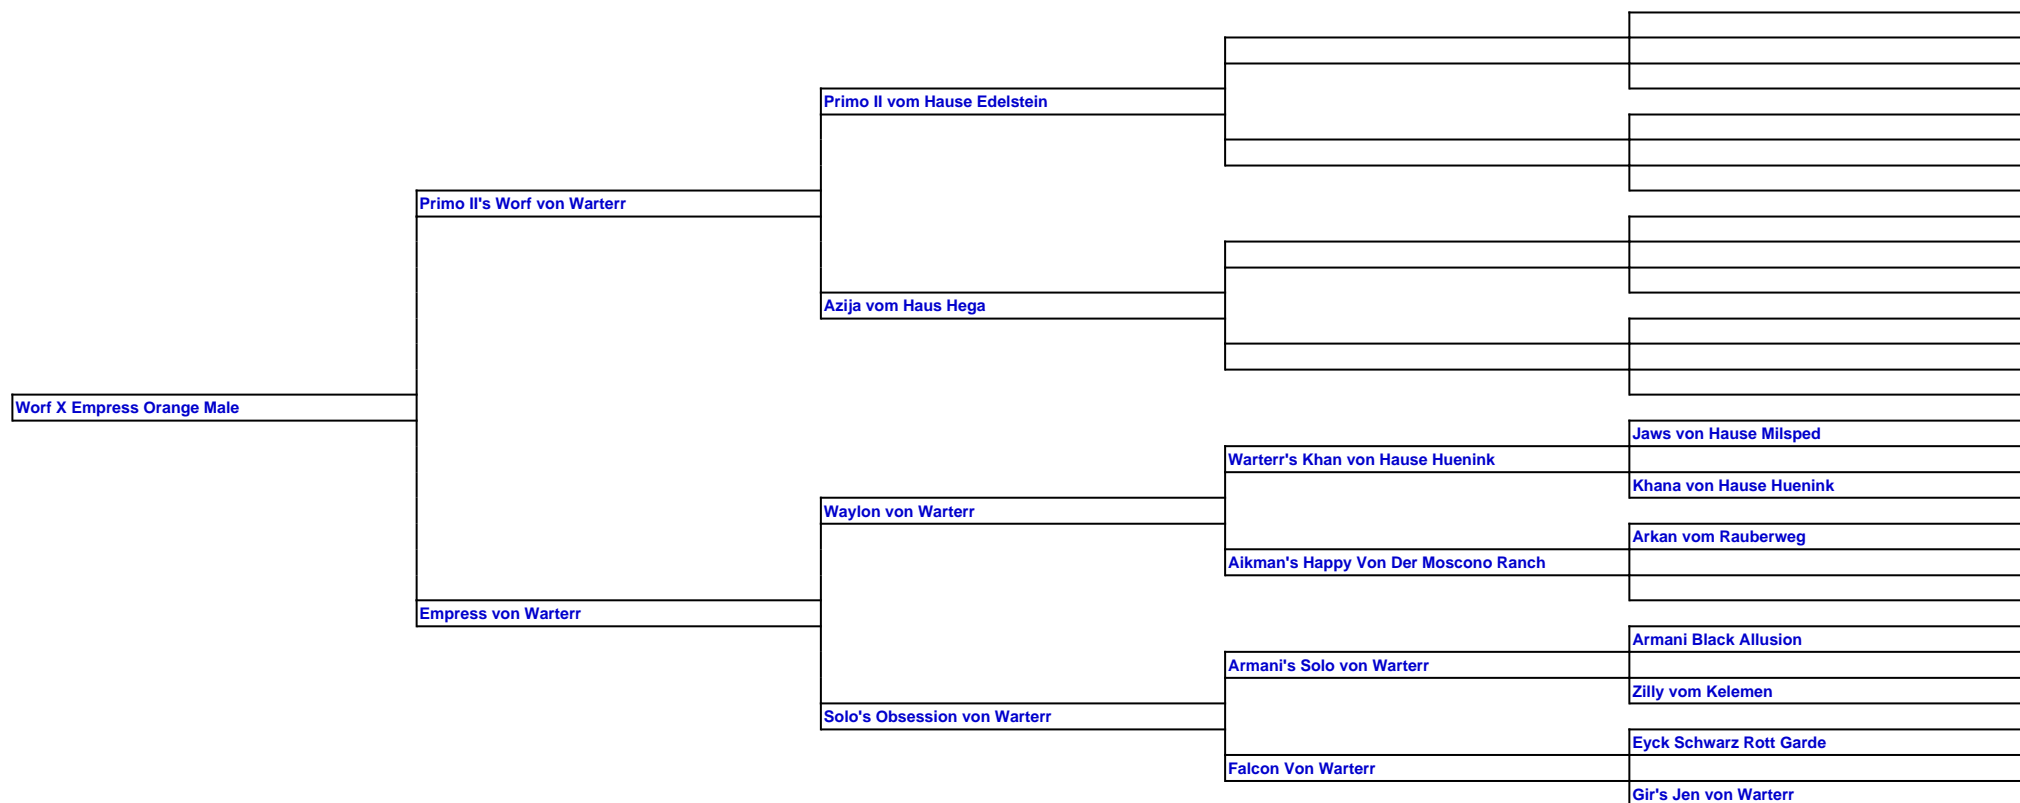 Primo II vom Hause Edelstein
Primo II's Worf von Warterr
Azija vom Haus Hega
Worf X Empress Orange Male
Jaws von Hause Milsped
Warterr's Khan von Hause Huenink
Khana von Hause Huenink
Waylon von Warterr
Arkan vom Rauberweg
Aikman's Happy Von Der Moscono Ranch
Empress von Warterr
Armani Black Allusion
Armani's Solo von Warterr
Zilly vom Kelemen
Solo's Obsession von Warterr
Eyck Schwarz Rott Garde
Falcon Von Warterr
Gir's Jen von Warterr